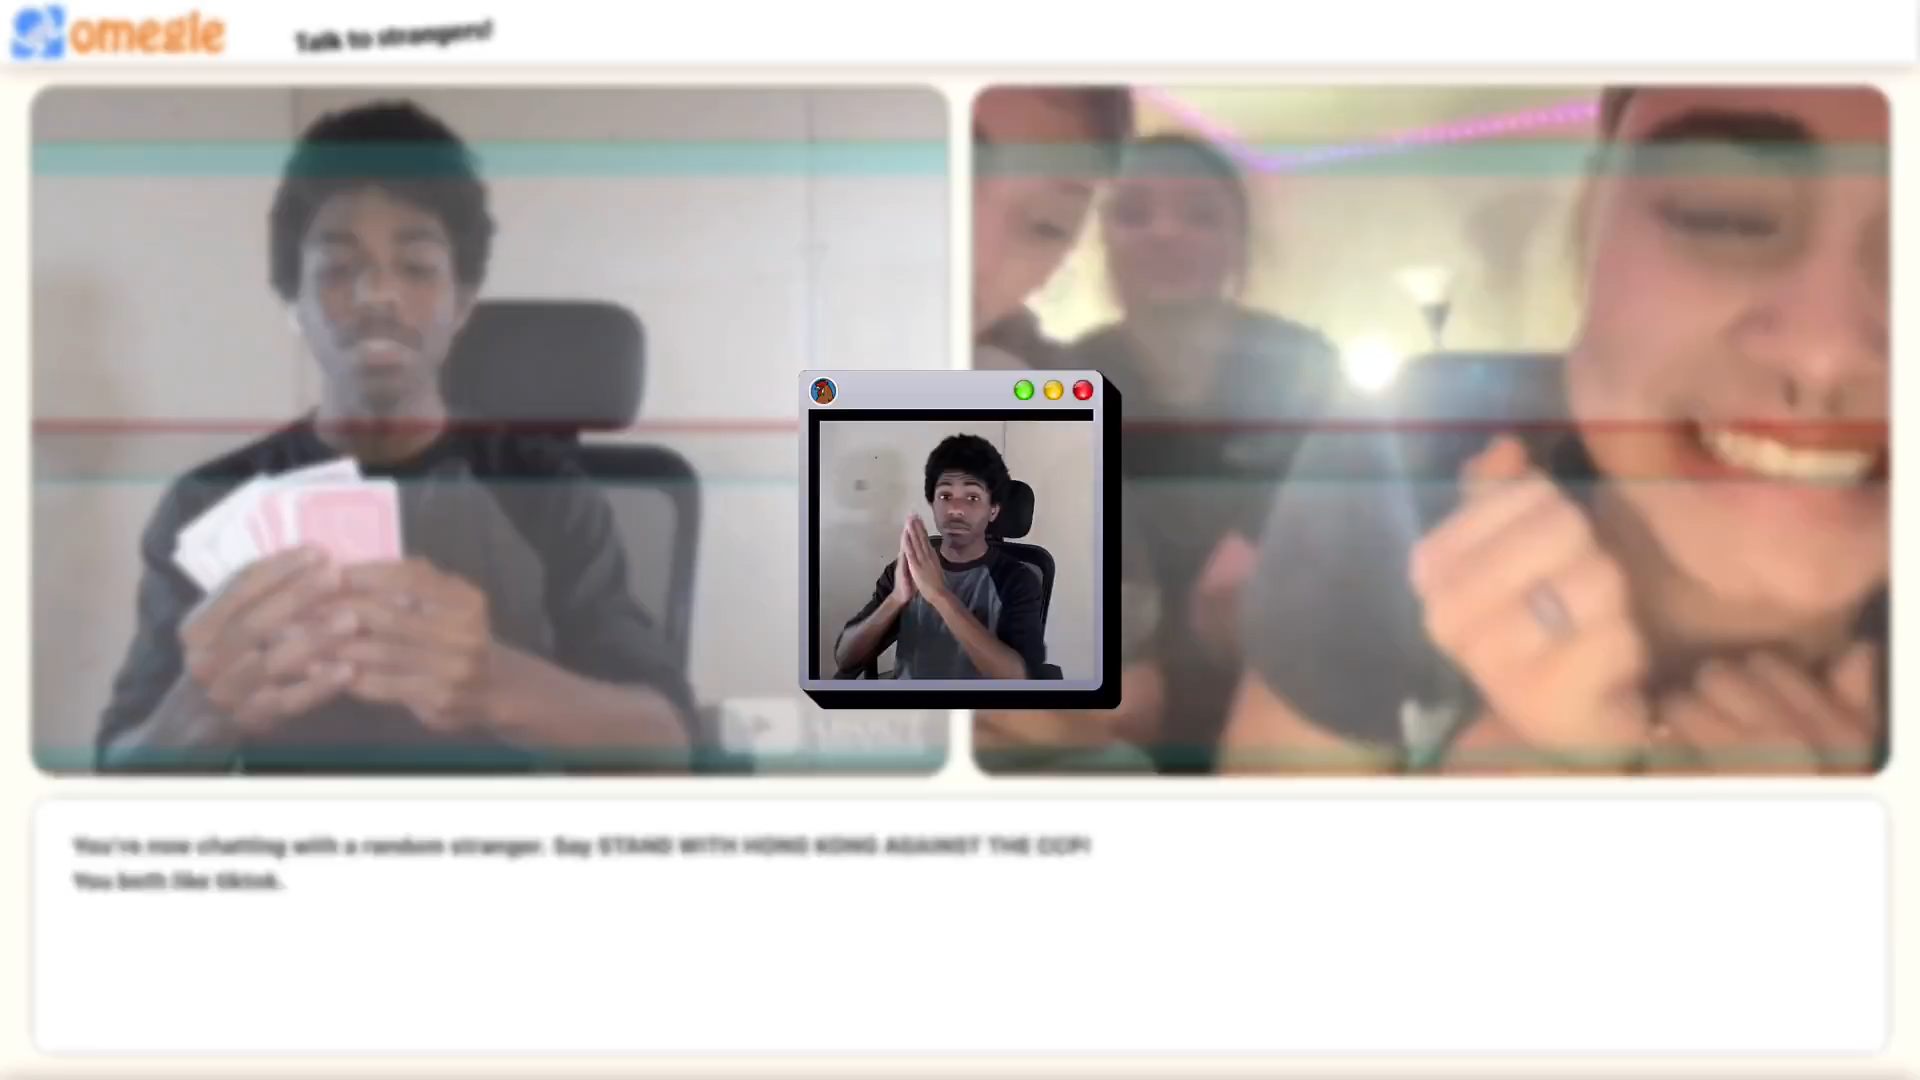 omegle
Talk to strangers!
You're now chatting with a random stranger. Say STAND WITH HONG KONG AGAINST THE CCP!
You both like tiktok.